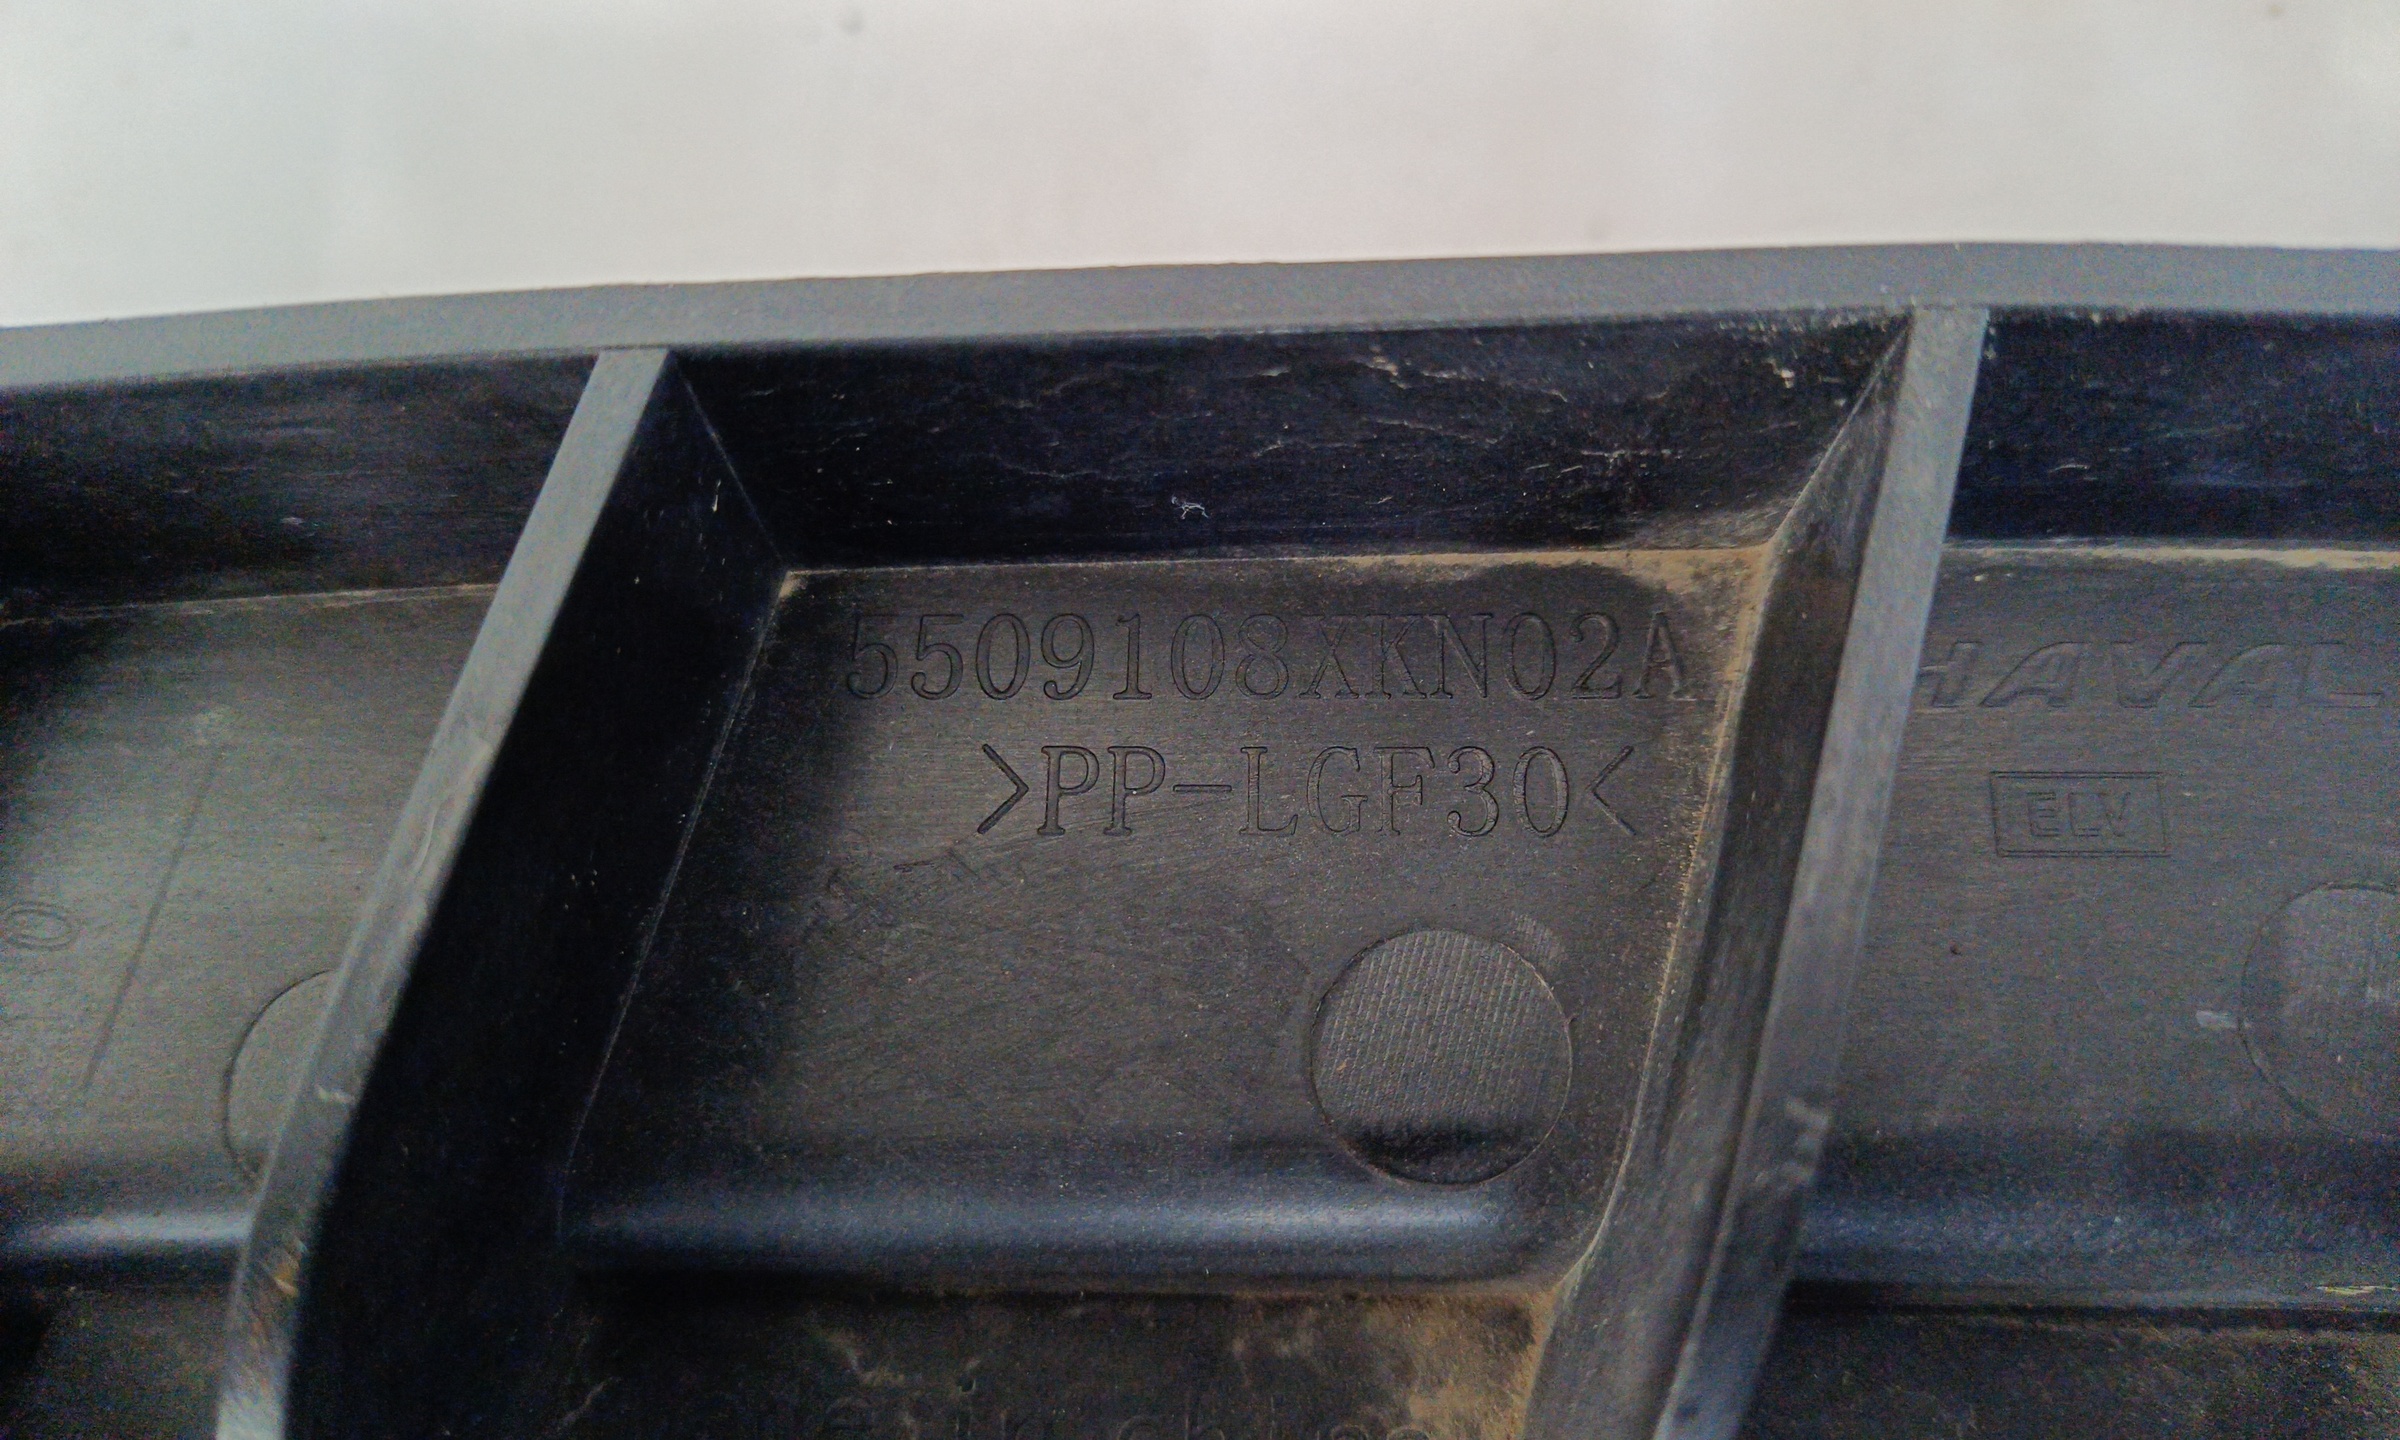 5509108XKN02A
>PP-LGF30<
HAVAL
ELV